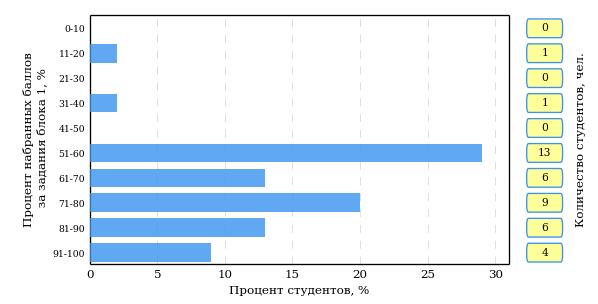 Процент набранных баллов
за задания блока 1, %
0-10 0
11-20 1
21-30 0
31-40 1
41-50 0
51-60 13
61-70 6
71-80 9
81-90 6
91-100 4
0 5 10 15 20 25 30
Процент студентов, %
Количество студентов, чел.